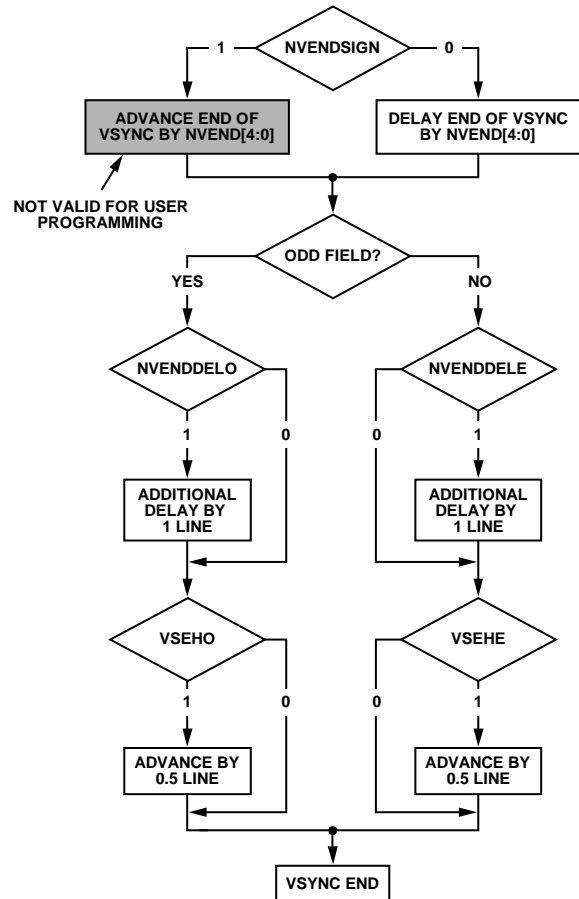 NVENDSIGN
1
0
ADVANCE END OF
VSYNC BY NVEND[4:0]
DELAY END OF VSYNC
BY NVEND[4:0]
NOT VALID FOR USER
PROGRAMMING
ODD FIELD?
YES
NO
NVENDDELO
NVENDDELE
1
0
0
1
ADDITIONAL
DELAY BY
1 LINE
ADDITIONAL
DELAY BY
1 LINE
VSEHO
VSEHE
1
0
0
1
ADVANCE BY
0.5 LINE
ADVANCE BY
0.5 LINE
VSYNC END